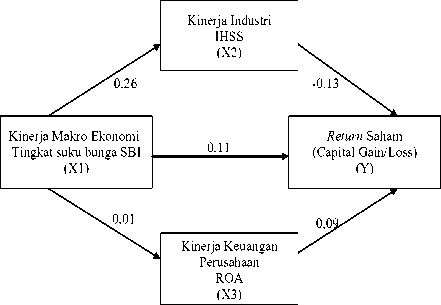 Kinerja Industri
IHSS
(X2)
0.26
-0.13
Kinerja Makro Ekonomi
Tingkat suku bunga SBI
(X1)
0.11
Return Saham
(Capital Gain/Loss)
(Y)
0.01
0.09
Kinerja Keuangan
Perusahaan
ROA
(X3)